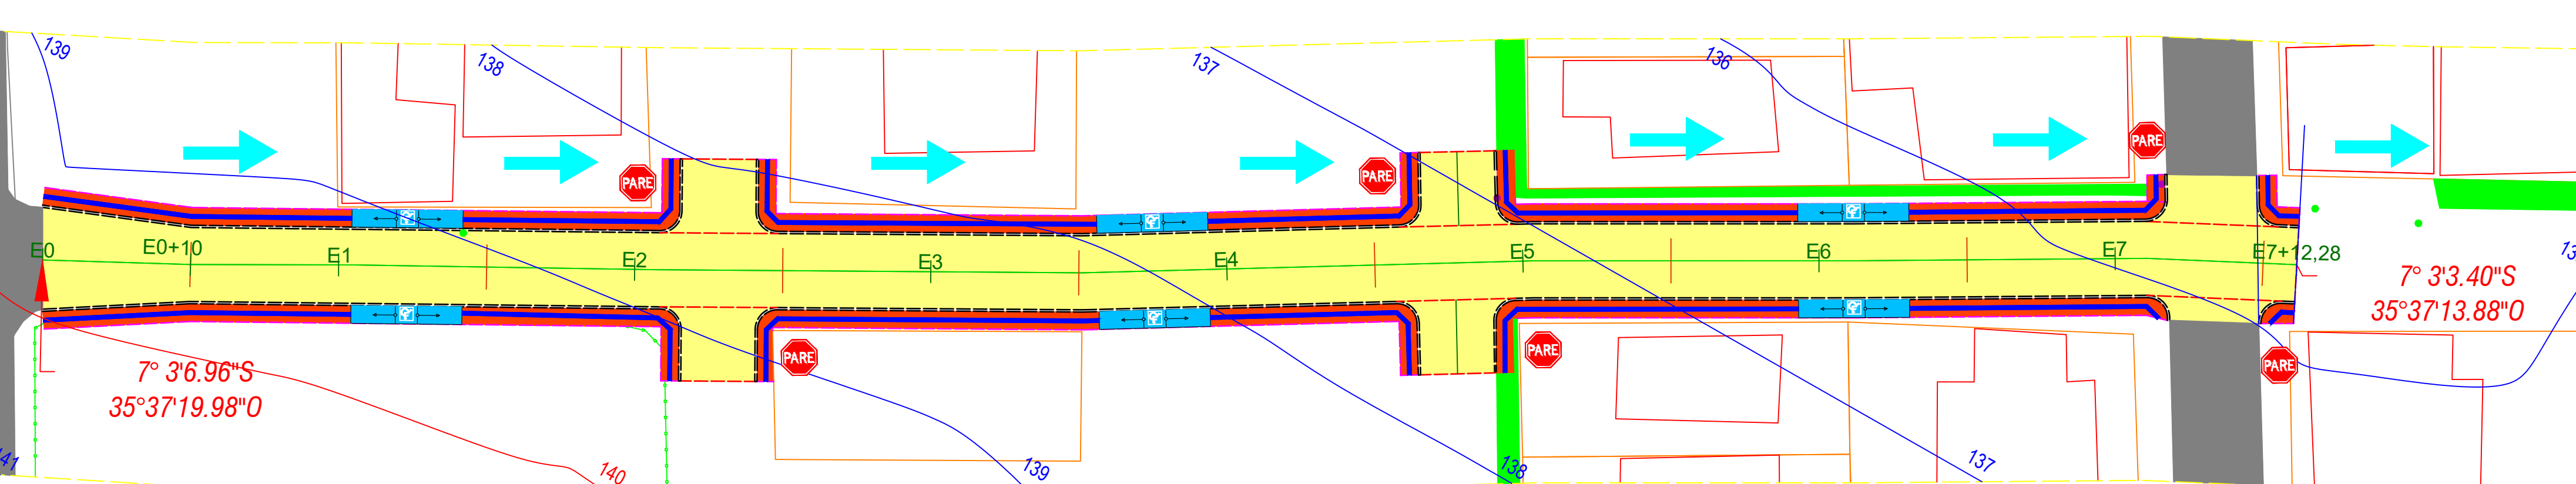 139
138
137
136
PARE
PARE
PARE
E0
E0+10
E1
E2
E3
E4
E5
E6
E7
E7+12,28
7° 3'3.40"S
35°37'13.88"O
PARE
PARE
PARE
7° 3'6.96"S
35°37'19.98"O
141
140
139
138
137